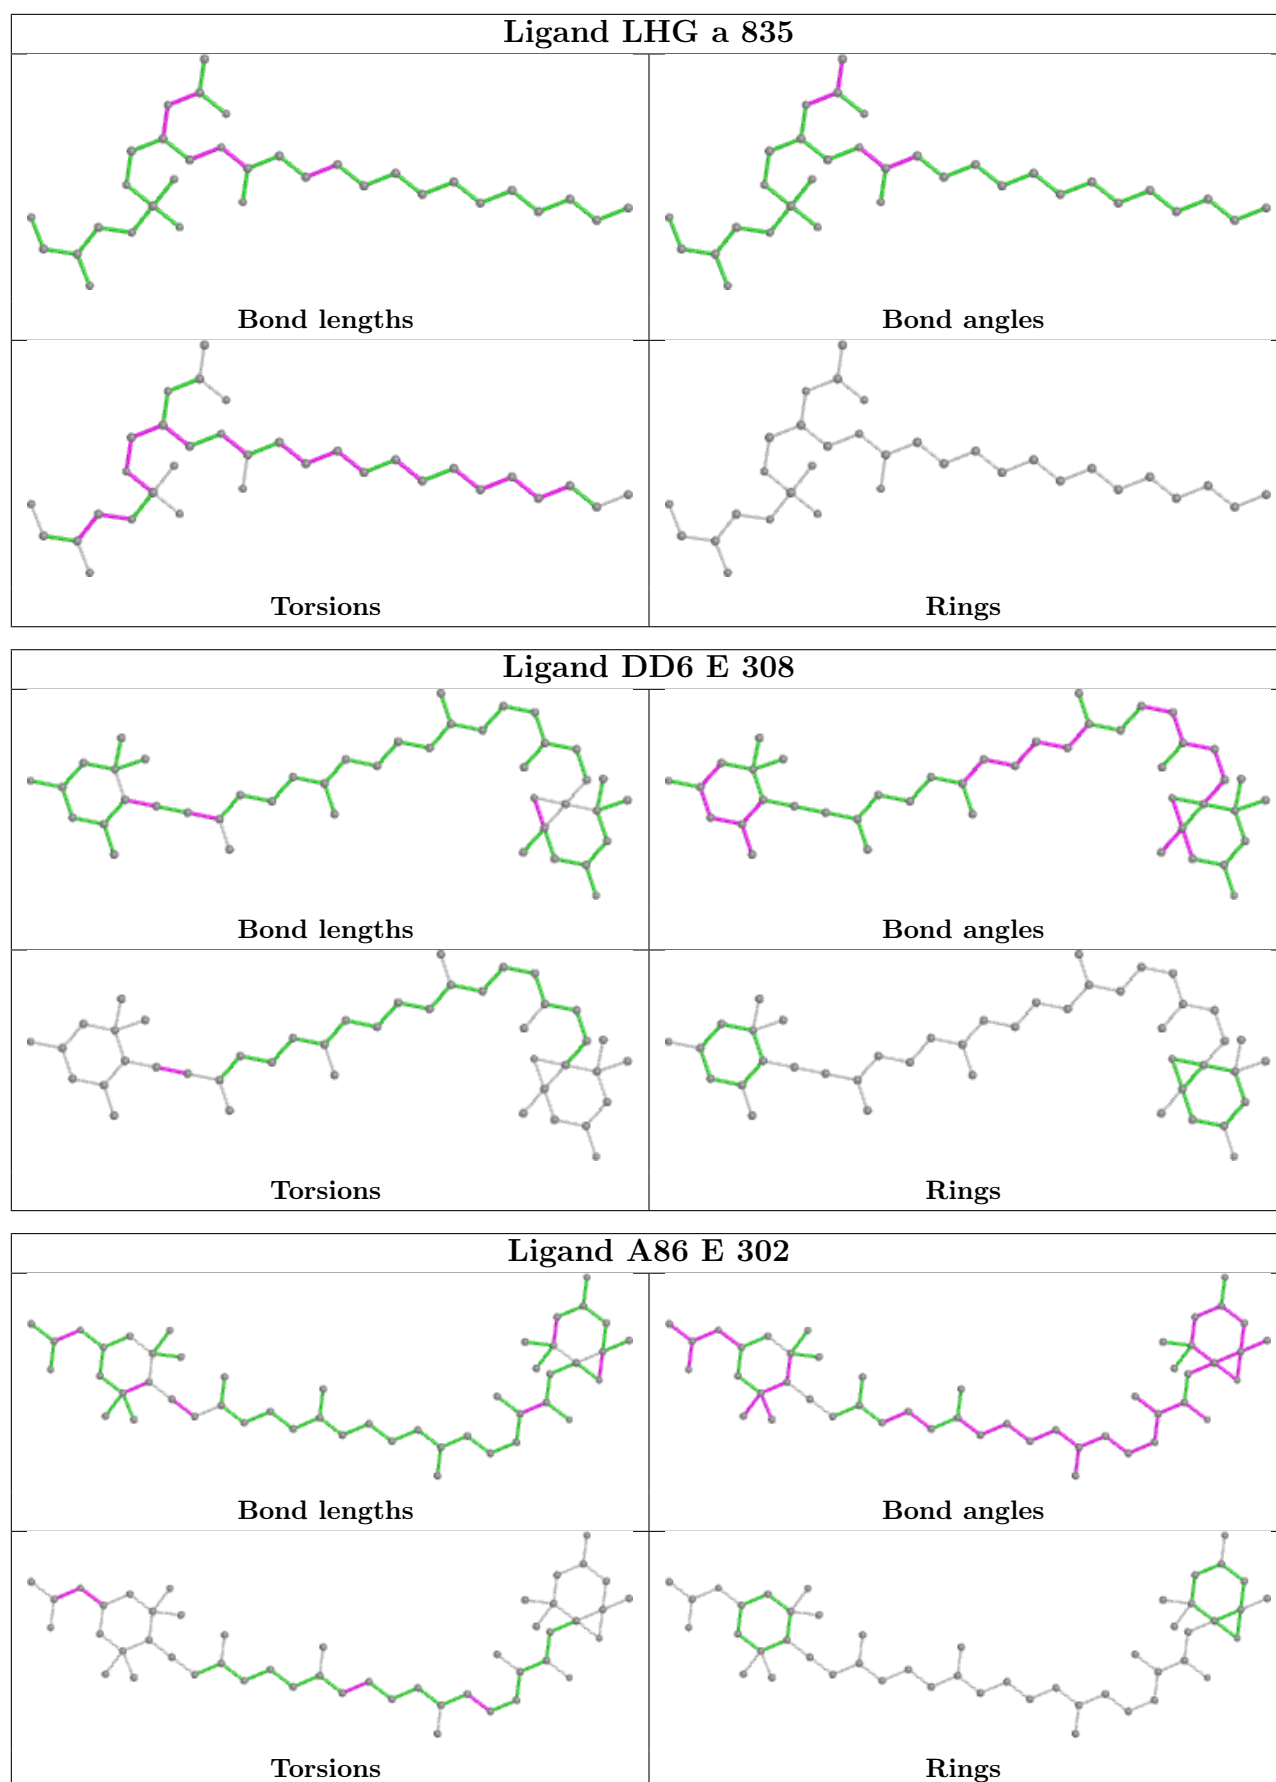 Ligand LHG a 835
Bond lengths
Bond angles
Torsions
Rings
Ligand DD6 E 308
Bond lengths
Bond angles
Torsions
Rings
Ligand A86 E 302
Bond lengths
Bond angles
Torsions
Rings